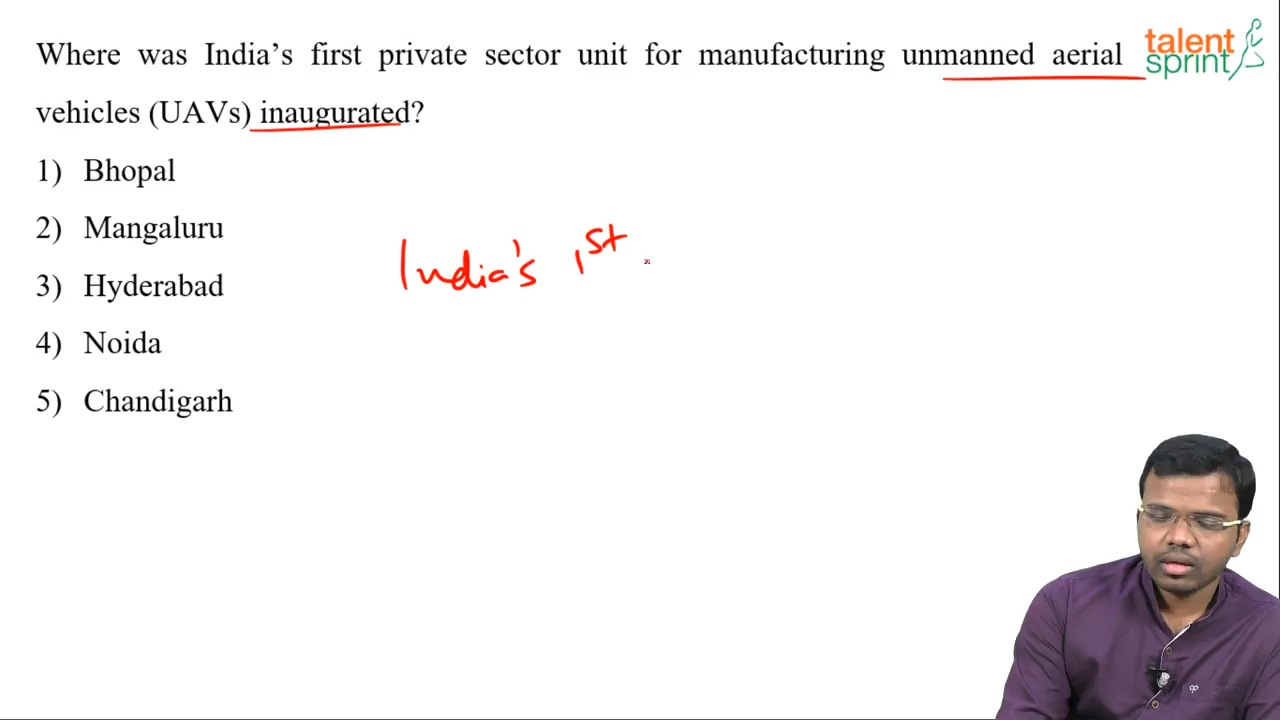 Where was India's first private sector unit for manufacturing unmanned aerial
vehicles (UAVs) inaugurated?
1) Bhopal
2) Mangaluru
3) Hyderabad
4) Noida
5) Chandigarh
India's 1st
talent
sprint